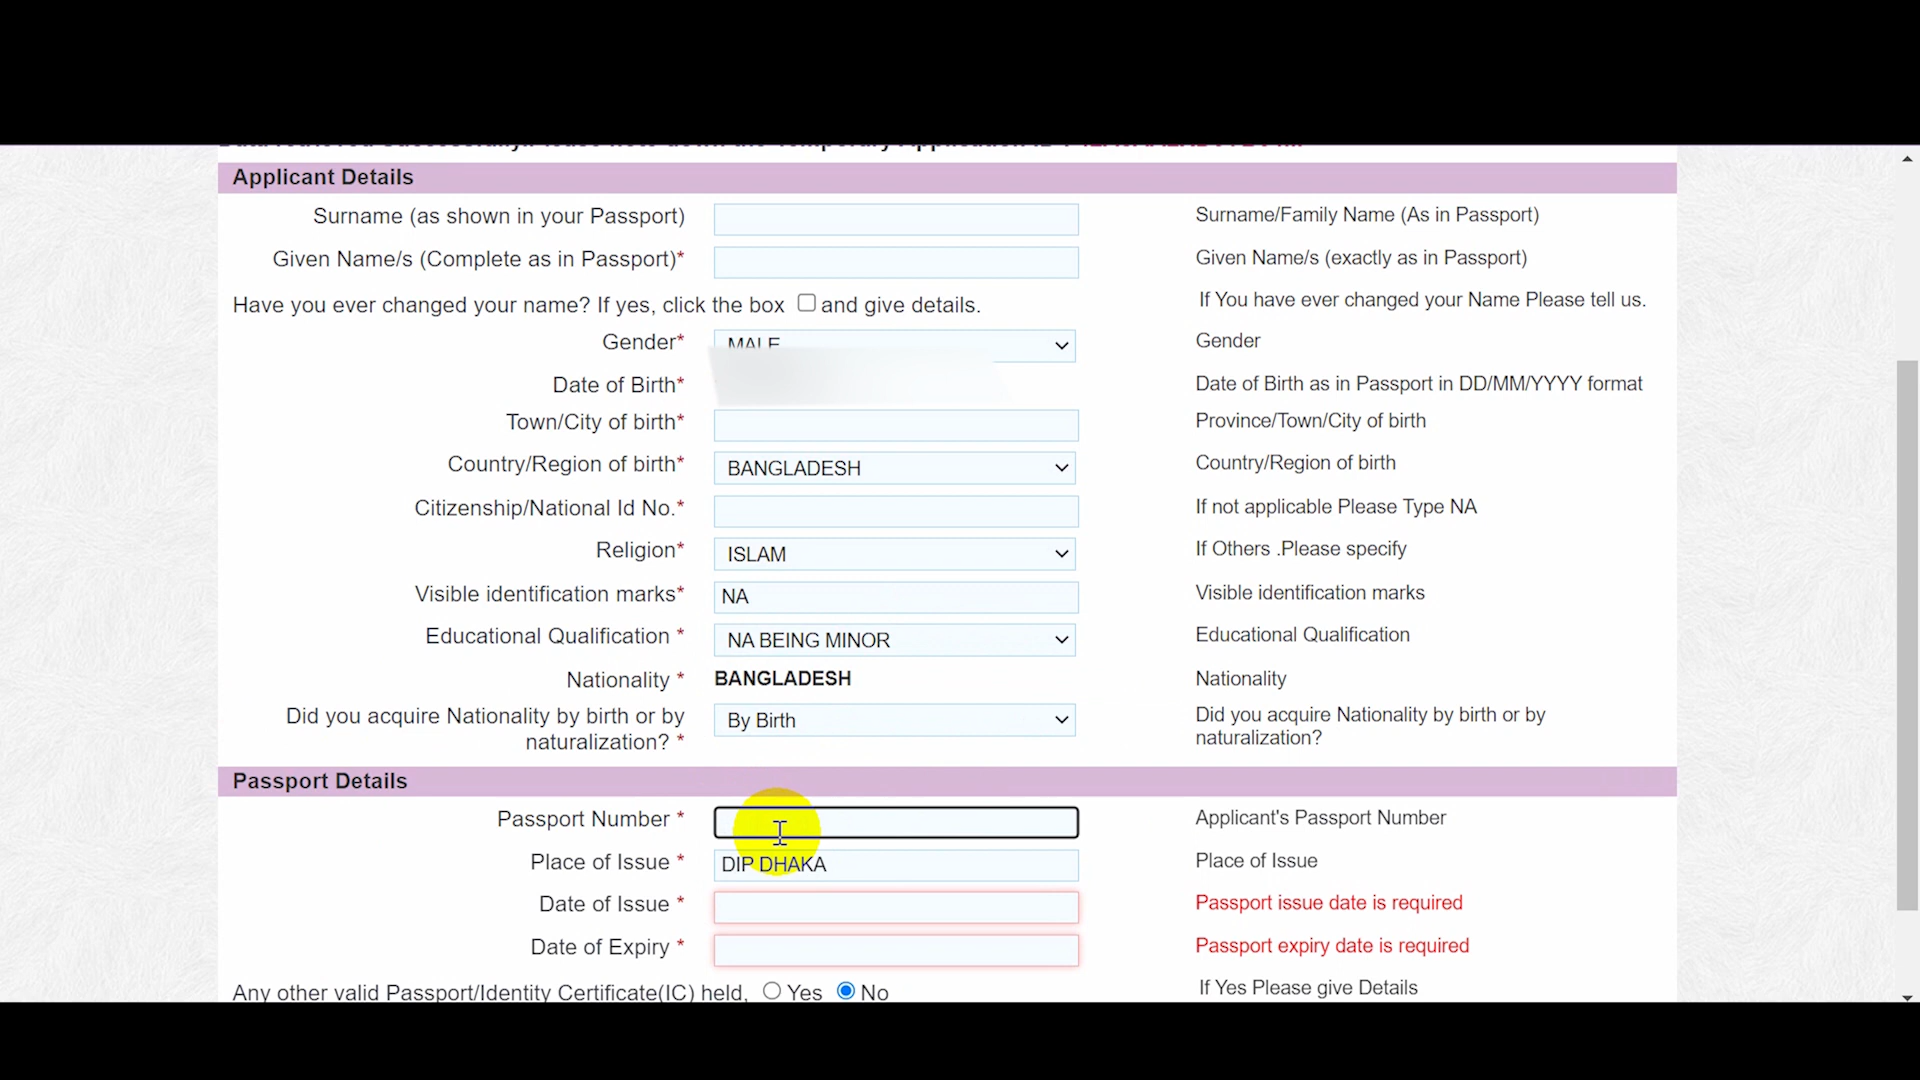 Applicant Details
Surname (as shown in your Passport) Surname/Family Name (As in Passport)
Given Name/s (Complete as in Passport)* Given Name/s (exactly as in Passport)
Have you ever changed your name? If yes, click the box and give details. If You have ever changed your Name Please tell us.
Gender* MALE Gender
Date of Birth* Date of Birth as in Passport in DD/MM/YYYY format
Town/City of birth* Province/Town/City of birth
Country/Region of birth* BANGLADESH Country/Region of birth
Citizenship/National Id No.* If not applicable Please Type NA
Religion* ISLAM If Others .Please specify
Visible identification marks* NA Visible identification marks
Educational Qualification * NA BEING MINOR Educational Qualification
Nationality * BANGLADESH Nationality
Did you acquire Nationality by birth or by naturalization? * By Birth Did you acquire Nationality by birth or by naturalization?
Passport Details
Passport Number * Applicant's Passport Number
Place of Issue * DIP DHAKA Place of Issue
Date of Issue * Passport issue date is required
Date of Expiry * Passport expiry date is required
Any other valid Passport/Identity Certificate(IC) held, Yes No If Yes Please give Details